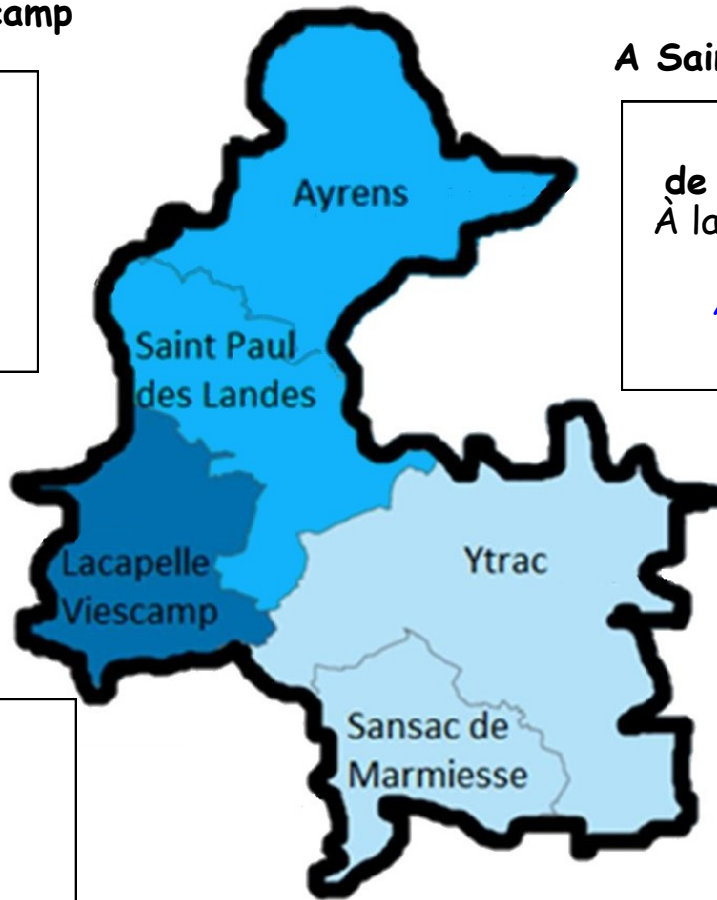 camp
A Sai
de
À la
Ayrens
Saint Paul
des Landes
Lacapelle
Viescamp
Ytrac
Sansac de
Marmiesse